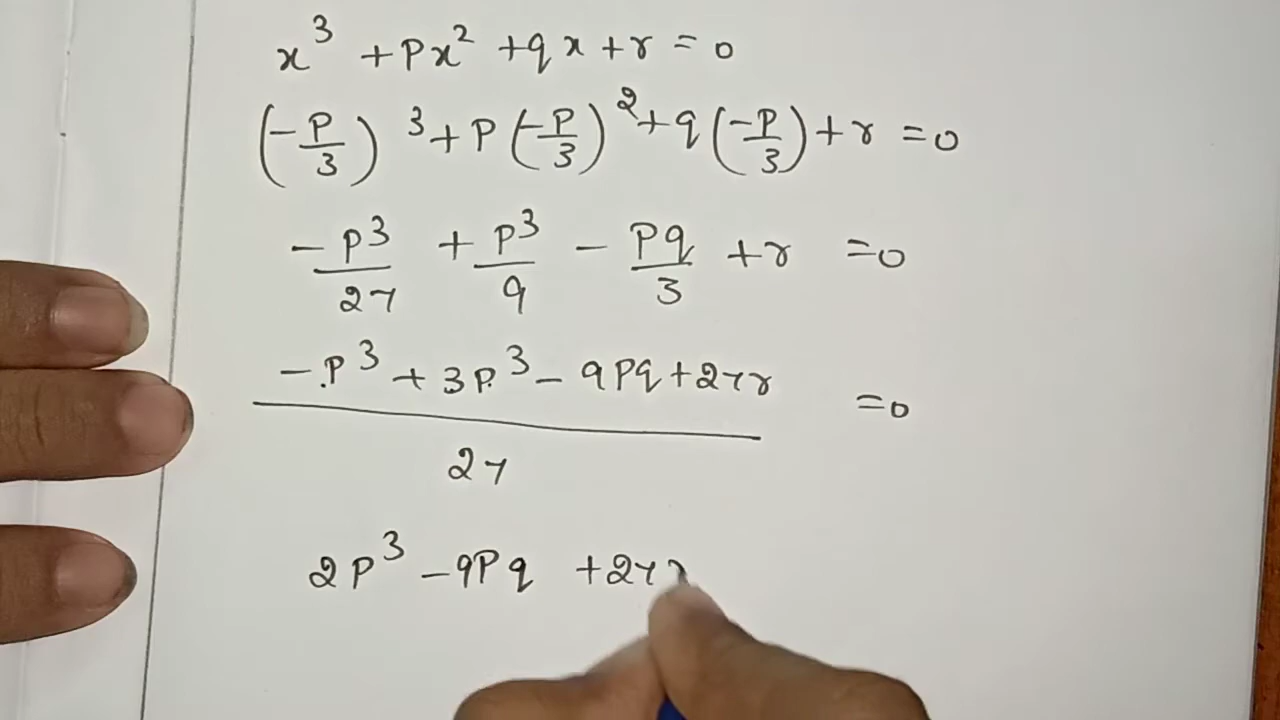 x³ + px² + qx + r = 0
(-p/3)³ + p(-p/3)² + q(-p/3) + r = 0
-p³/27 + p³/9 - pq/3 + r = 0
(-p³ + 3p³ - 9pq + 27r)/27 = 0
2p³ - 9pq + 27